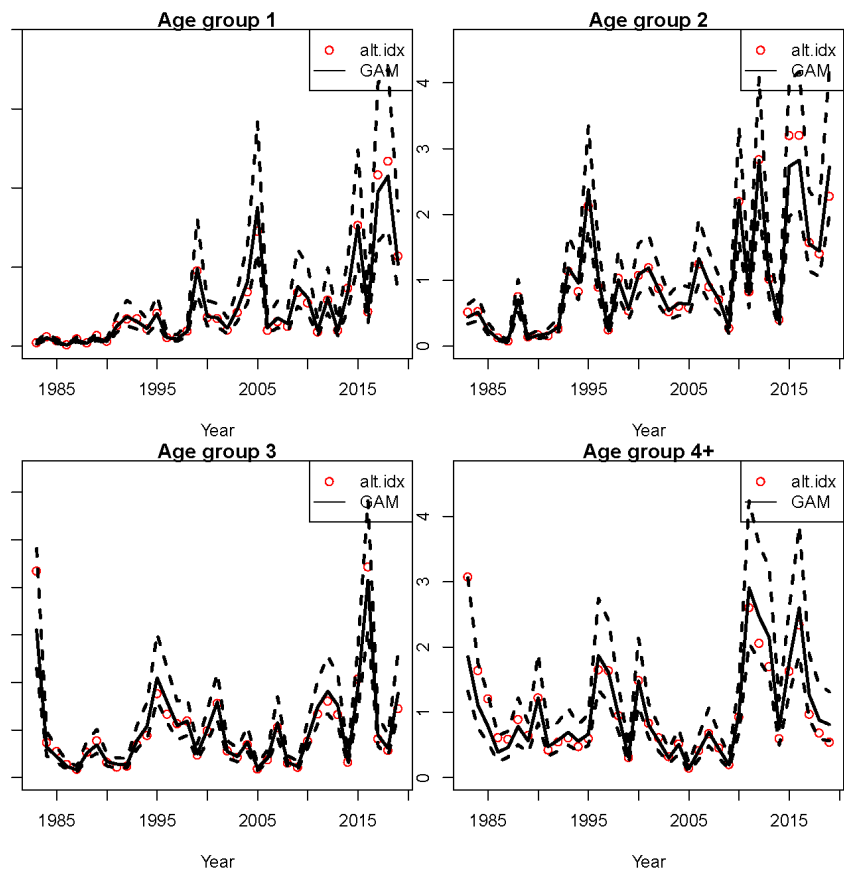 Age group 1
alt.idx
GAM
1985 1995 2005 2015
Year
Age group 2
alt.idx
GAM
4
3
2
1
0
1985 1995 2005 2015
Year
Age group 3
alt.idx
GAM
1985 1995 2005 2015
Year
Age group 4+
alt.idx
GAM
4
3
2
1
0
1985 1995 2005 2015
Year